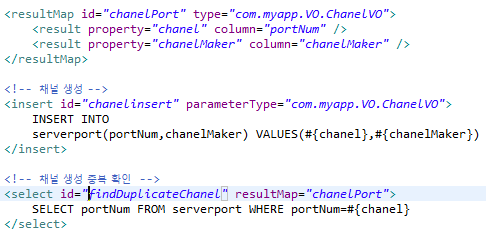 <resultMap id="chanelPort" type="com.myapp.VO.ChanelVO">
<result property="chanel" column="portNum" />
<result property="chanelMaker" column="chanelMaker" />
</resultMap>
<!-- 채널 생성 -->
<insert id="chanelinsert" parameterType="com.myapp.VO.ChanelVO">
INSERT INTO
serverport(portNum,chanelMaker) VALUES(#{chanel},#{chanelMaker})
</insert>
<!-- 채널 생성 중복 확인 -->
<select id="findDuplicateChanel" resultMap="chanelPort">
SELECT portNum FROM serverport WHERE portNum=#{chanel}
</select>